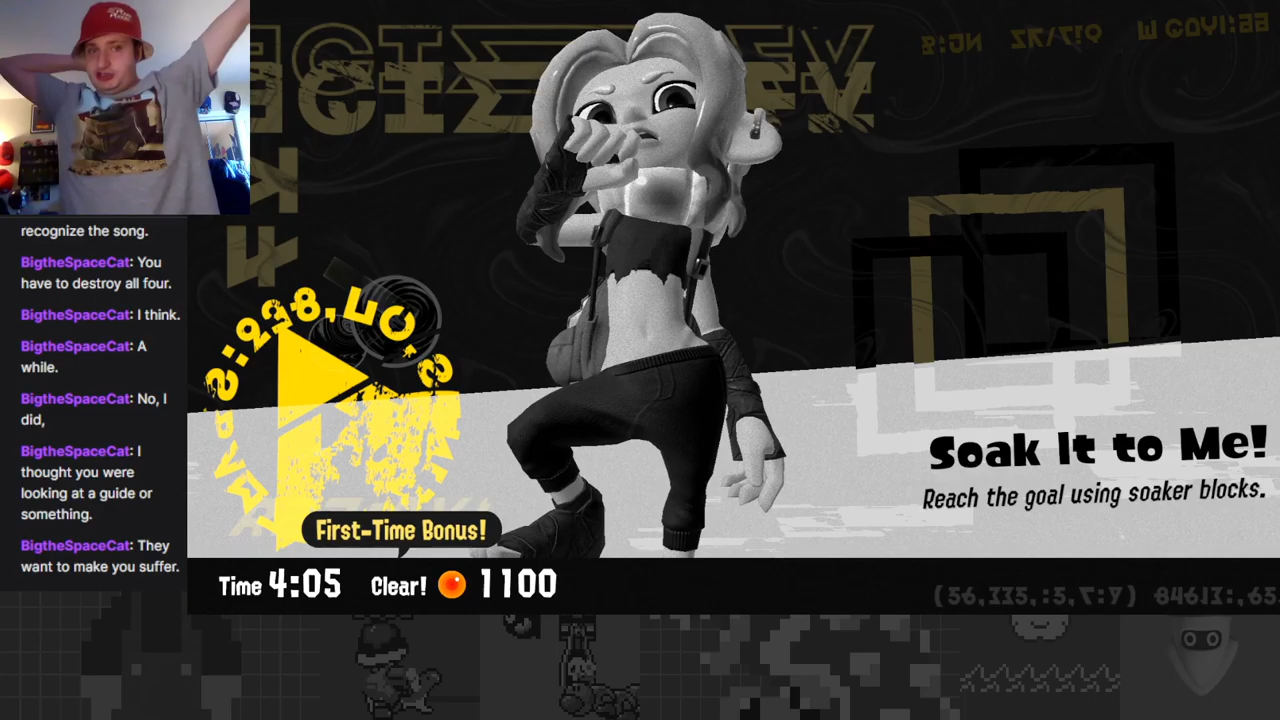 recognize the song.
BigtheSpaceCat: You
have to destroy all four.
BigtheSpaceCat: I think.
BigtheSpaceCat: A
while.
BigtheSpaceCat: No, I
did,
BigtheSpaceCat: I
thought you were
looking at a guide or
something.
BigtheSpaceCat: They
want to make you suffer.
Soak It to Me!
Reach the goal using soaker blocks.
First-Time Bonus!
Time 4:05 Clear! 1100